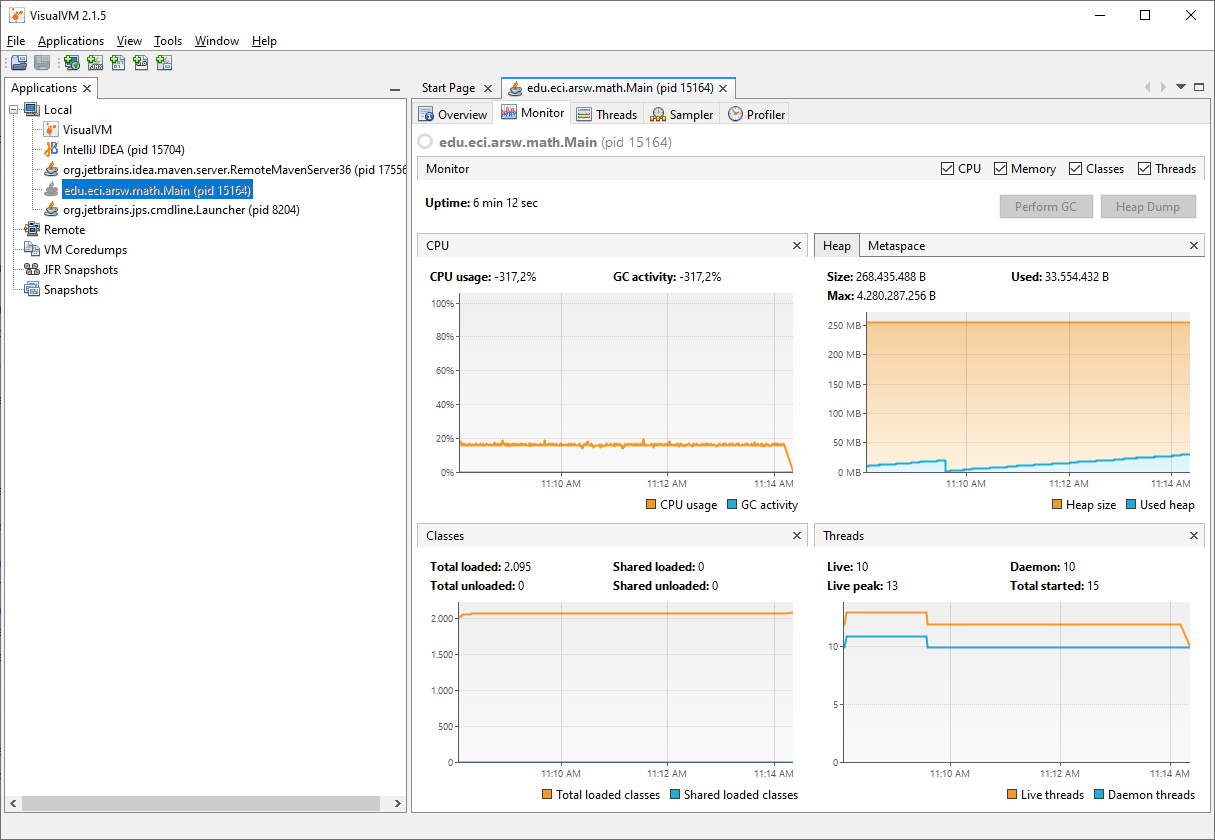 VisualVM 2.1.5
File Applications View Tools Window Help
Applications
Start Page
edu.eci.arsw.math.Main (pid 15164)
Local
VisualVM
IntelliJ IDEA (pid 15704)
org.jetbrains.idea.maven.server.RemoteMavenServer36 (pid 17556
edu.eci.arsw.math.Main (pid 15164)
org.jetbrains.jps.cmdline.Launcher (pid 8204)
Remote
VM Coredumps
JFR Snapshots
Snapshots
Overview Monitor Threads Sampler Profiler
edu.eci.arsw.math.Main (pid 15164)
Monitor
CPU Memory Classes Threads
Uptime: 6 min 12 sec
Perform GC Heap Dump
CPU
CPU usage: -317,2% GC activity: -317,2%
100%
80%
60%
40%
20%
0%
11:10 AM 11:12 AM 11:14 AM
CPU usage GC activity
Heap Metaspace
Size: 268.435.488 B Used: 33.554.432 B
Max: 4.280.287.256 B
250 MB
200 MB
150 MB
100 MB
50 MB
0 MB
11:10 AM 11:12 AM 11:14 AM
Heap size Used heap
Classes
Total loaded: 2.095 Shared loaded: 0
Total unloaded: 0 Shared unloaded: 0
2.000
1.500
1.000
500
0
11:10 AM 11:12 AM 11:14 AM
Total loaded classes Shared loaded classes
Threads
Live: 10 Daemon: 10
Live peak: 13 Total started: 15
10
5
0
11:10 AM 11:12 AM 11:14 AM
Live threads Daemon threads